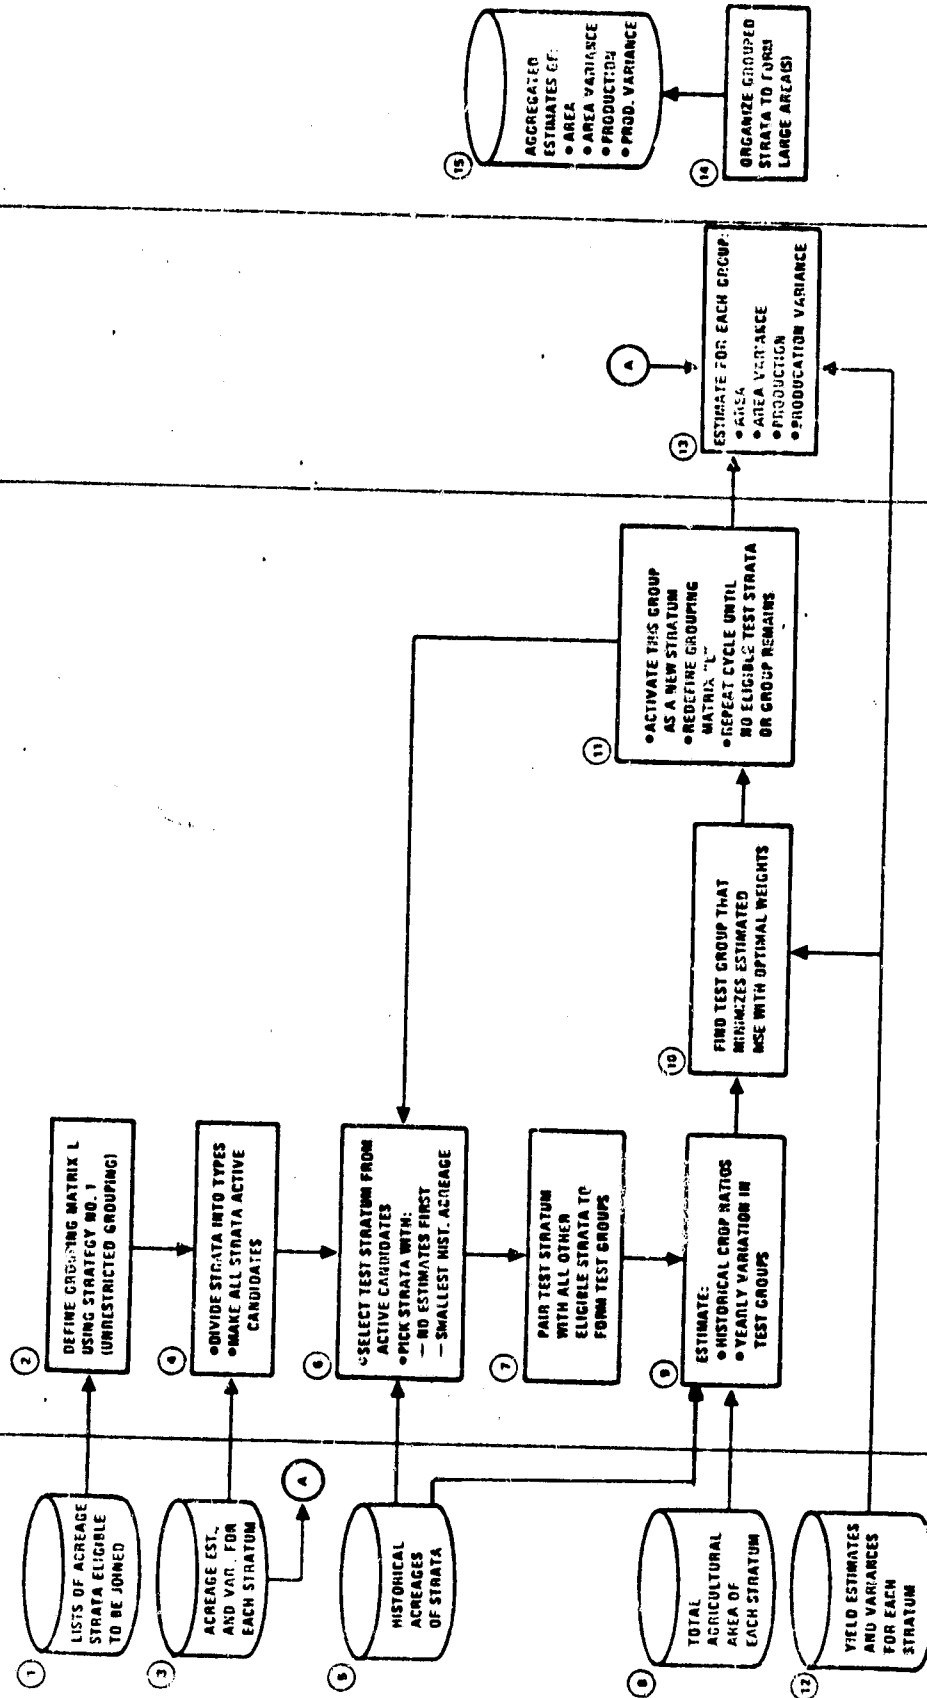 1
LISTS OF ACREAGE
STRATA ELIGIBLE
TO BE JOINED
2
DEFINE GROUPING MATRIX L
USING STRATEGY NO. 1
(UNRESTRICTED GROUPING)
3
ACREAGE EST.,
AND VAR. FOR
EACH STRATUM
A
4
•DIVIDE STRATA INTO TYPES
•MAKE ALL STRATA ACTIVE
CANDIDATES
5
HISTORICAL
ACREAGES
OF STRATA
6
•SELECT TEST STRATUM FROM
ACTIVE CANDIDATES
•PICK STRATA WITH:
— NO ESTIMATES FIRST
— SMALLEST HIST. ACREAGE
7
PAIR TEST STRATUM
WITH ALL OTHER
ELIGIBLE STRATA TO
FORM TEST GROUPS
8
TOTAL
AGRICULTURAL
AREA OF
EACH STRATUM
9
ESTIMATE:
•HISTORICAL CROP RATIOS
•YEARLY VARIATION IN
TEST GROUPS
10
FIND TEST GROUP THAT
MINIMIZES ESTIMATED
MSE WITH OPTIMAL WEIGHTS
11
•ACTIVATE THIS GROUP
AS A NEW STRATUM
•REDEFINE GROUPING
MATRIX "L"
•REPEAT CYCLE UNTIL
NO ELIGIBLE TEST STRATA
OR GROUP REMAINS
12
YIELD ESTIMATES
AND VARIANCES
FOR EACH
STRATUM
A
13
ESTIMATE FOR EACH GROUP:
•AREA
•AREA VARIANCE
•PRODUCTION
•PRODUCATION VARIANCE
14
ORGANIZE GROUPED
STRATA TO FORM
LARGE AREA(S)
15
AGGREGATED
ESTIMATES OF:
•AREA
•AREA VARIANCE
•PRODUCTION
•PROD. VARIANCE